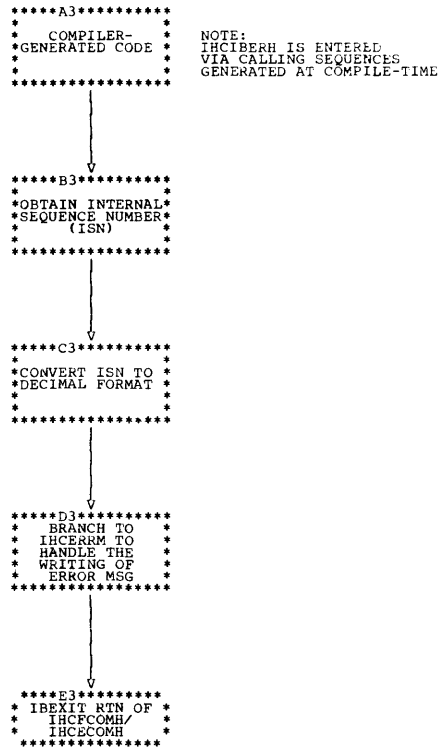 *****A3**********
COMPILER-
GENERATED CODE
NOTE:
IHCIBERH IS ENTERED
VIA CALLING SEQUENCES
GENERATED AT COMPILE-TIME
*****B3**********
*OBTAIN INTERNAL*
*SEQUENCE NUMBER*
(ISN)
*****C3**********
*CONVERT ISN TO
*DECIMAL FORMAT
*****D3**********
BRANCH TO
IHCERRM TO
HANDLE THE
WRITING OF
ERROR MSG
****E3*********
IBEXIT RTN OF
IHCFCOMH/
IHCECOMH